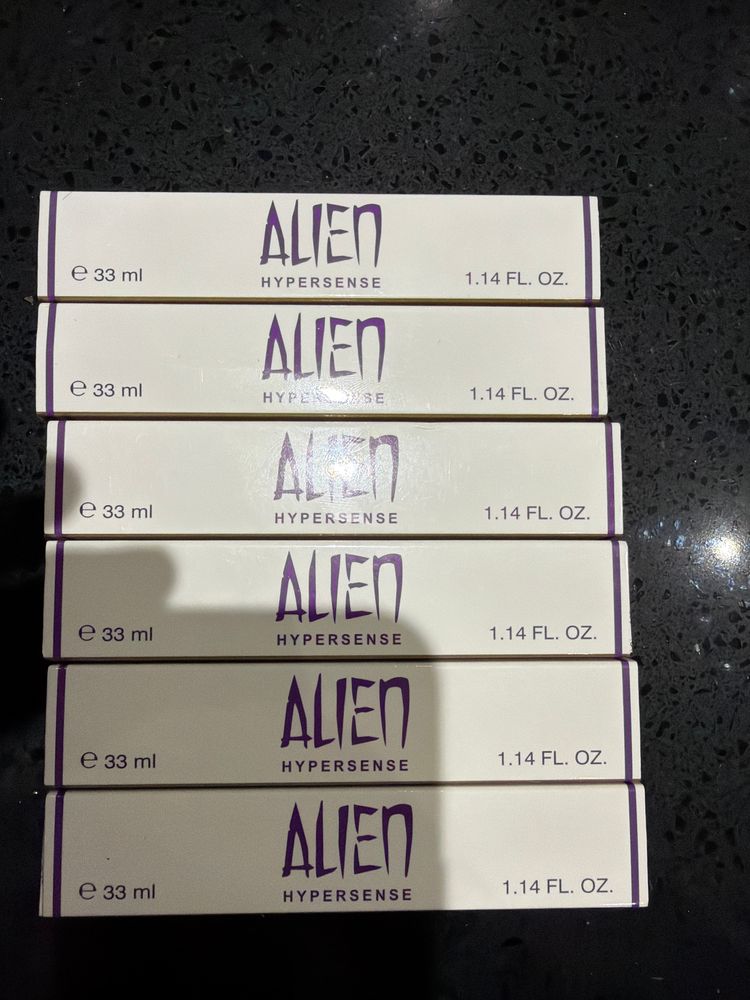 ALIEN
HYPERSENSE
℮ 33 ml 1.14 FL. OZ.
ALIEN
HYPERSENSE
℮ 33 ml 1.14 FL. OZ.
ALIEN
HYPERSENSE
℮ 33 ml 1.14 FL. OZ.
ALIEN
HYPERSENSE
℮ 33 ml 1.14 FL. OZ.
ALIEN
HYPERSENSE
℮ 33 ml 1.14 FL. OZ.
ALIEN
HYPERSENSE
℮ 33 ml 1.14 FL. OZ.